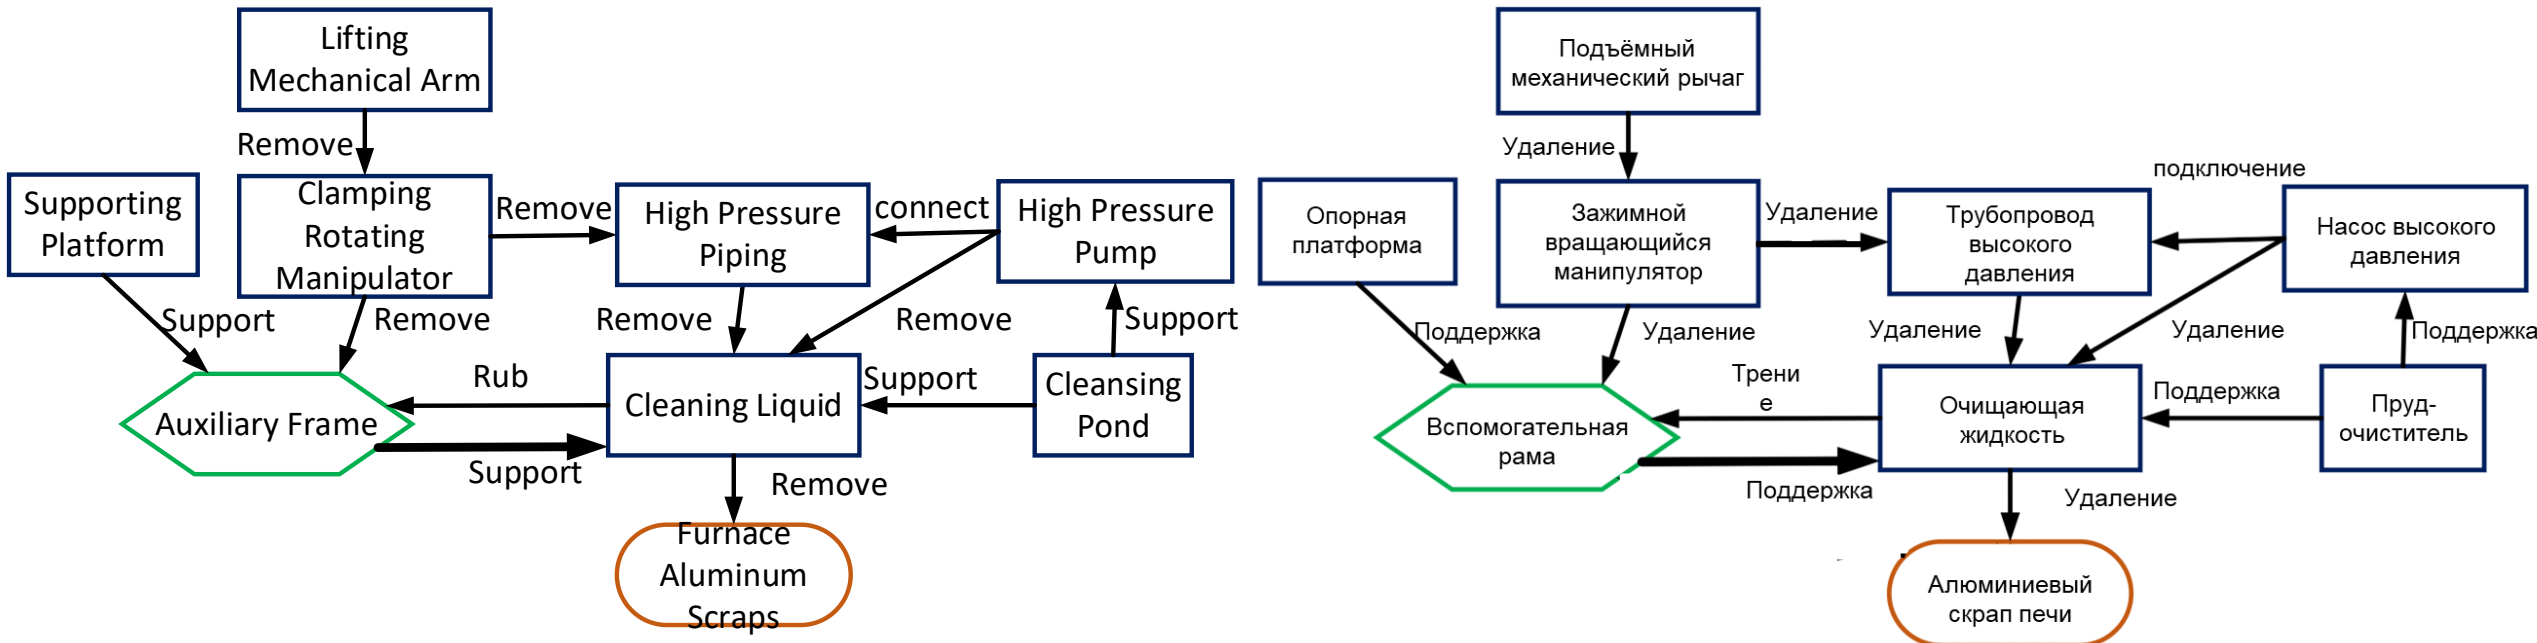 Lifting
Mechanical Arm
Remove
Supporting
Platform
Clamping
Rotating
Manipulator
Remove
High Pressure
Piping
connect
High Pressure
Pump
Support
Remove
Remove
Remove
Support
Rub
Auxiliary Frame
Cleaning Liquid
Support
Cleansing
Pond
Support
Remove
Furnace
Aluminum
Scraps
Подъёмный
механический рычаг
Удаление
Опорная
платформа
Зажимной
вращающийся
манипулятор
Удаление
Трубопровод
высокого
давления
подключение
Насос высокого
давления
Поддержка
Удаление
Удаление
Удаление
Поддержка
Трени
е
Вспомогательная
рама
Очищающая
жидкость
Поддержка
Пруд-
очиститель
Поддержка
Удаление
Алюминиевый
скрап печи